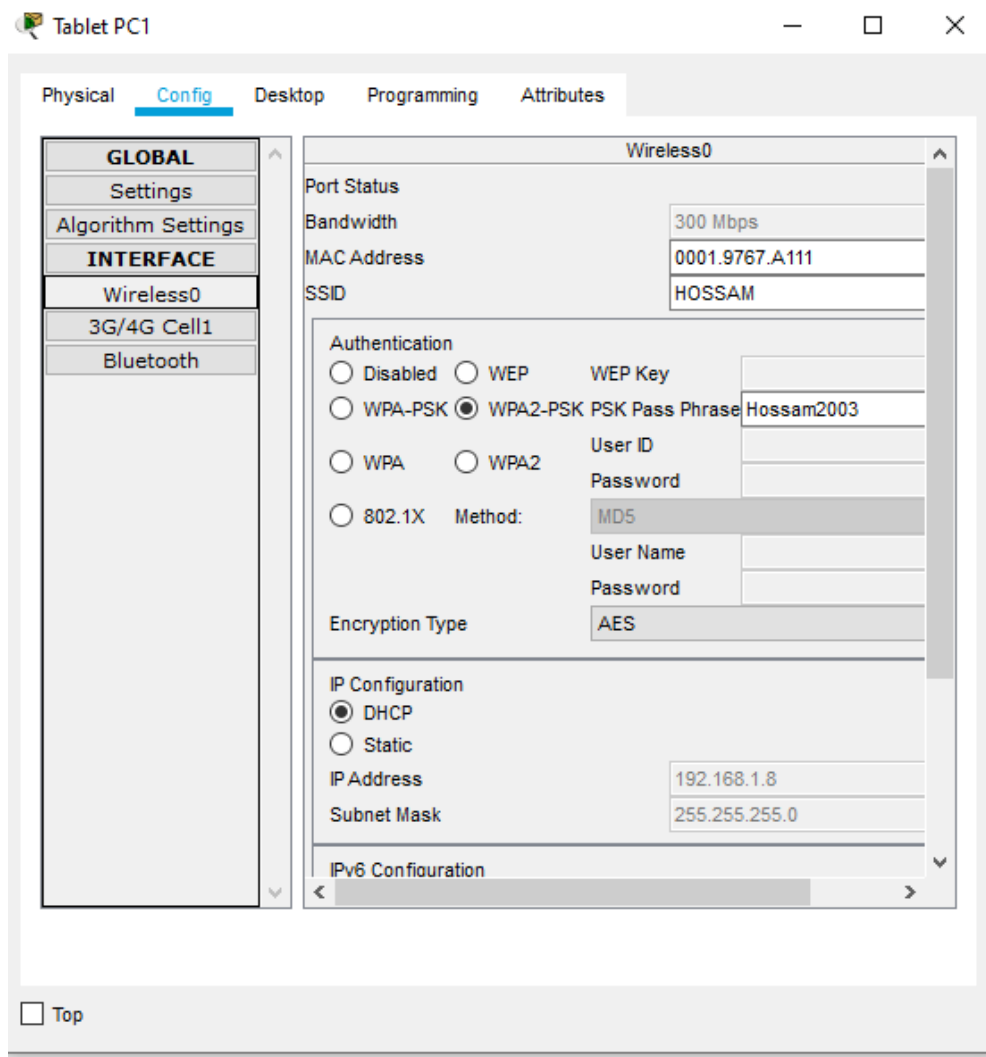 Tablet PC1
Physical Config Desktop Programming Attributes
GLOBAL
Settings
Algorithm Settings
INTERFACE
Wireless0
3G/4G Cell1
Bluetooth
Wireless0
Port Status
Bandwidth 300 Mbps
MAC Address 0001.9767.A111
SSID HOSSAM
Authentication
Disabled WEP WEP Key
WPA-PSK WPA2-PSK PSK Pass Phrase Hossam2003
User ID
WPA WPA2
Password
802.1X Method: MD5
User Name
Password
Encryption Type AES
IP Configuration
DHCP
Static
IP Address 192.168.1.8
Subnet Mask 255.255.255.0
IPv6 Configuration
Top